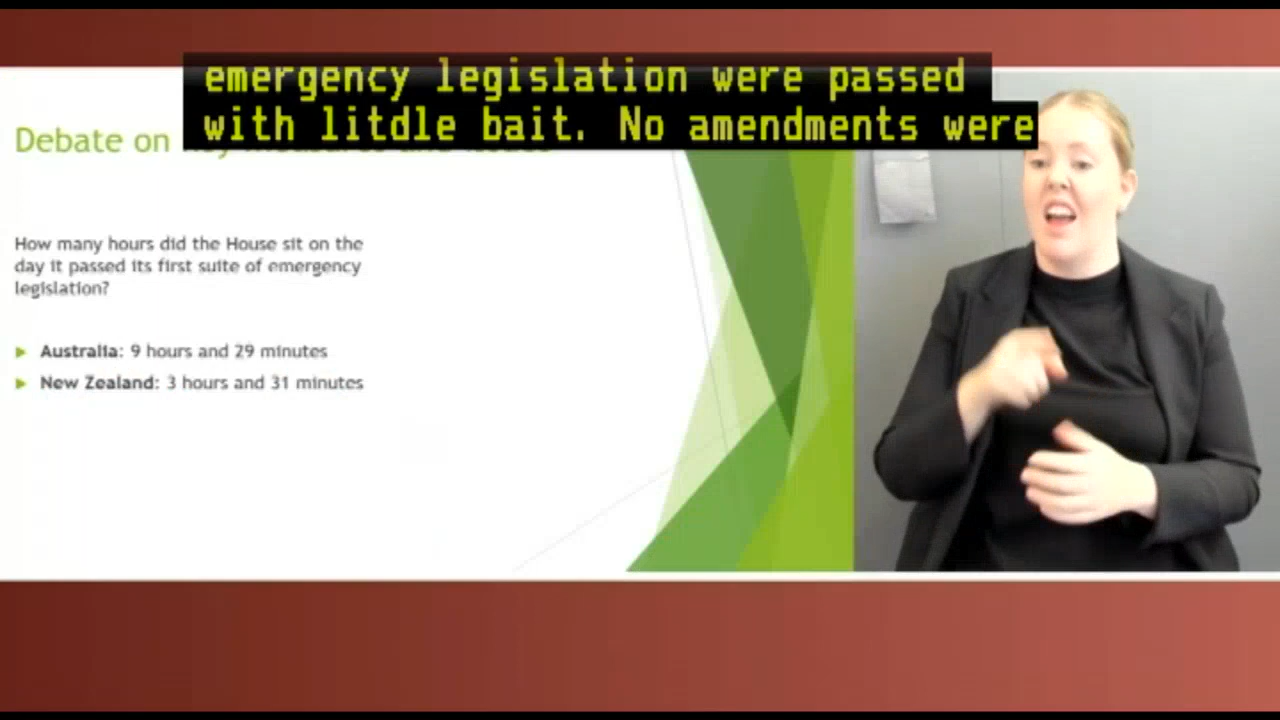 emergency legislation were passed
with litdle bait. No amendments were
Debate on
How many hours did the House sit on the
day it passed its first suite of emergency
legislation?
Australia: 9 hours and 29 minutes
New Zealand: 3 hours and 31 minutes